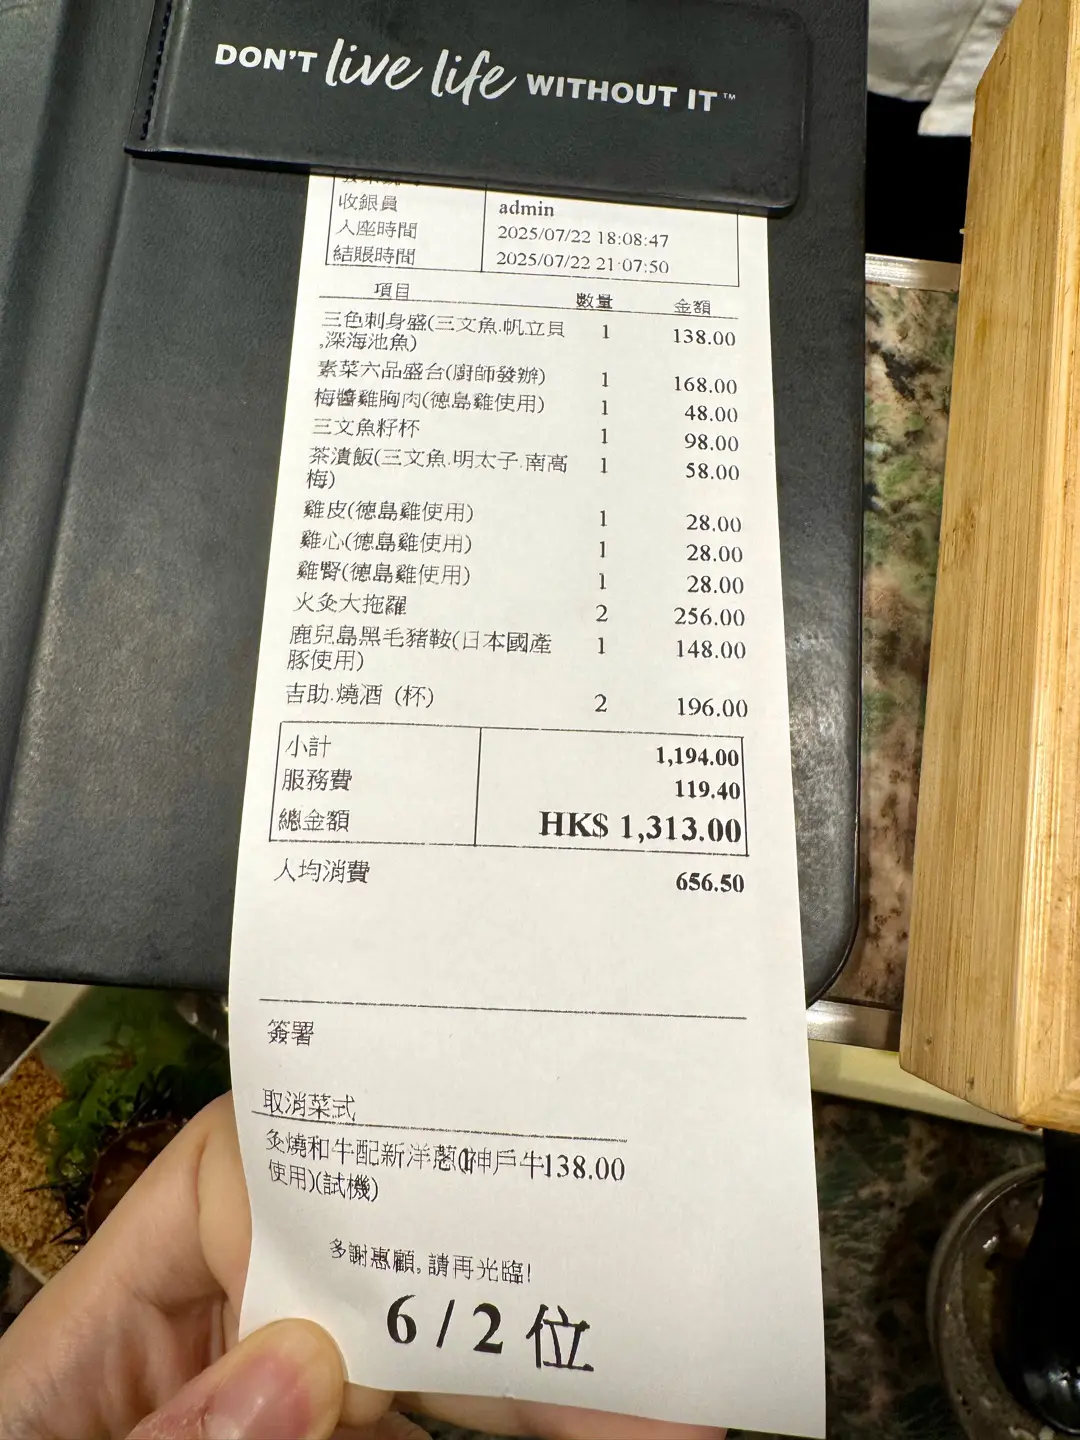 DON'T live life WITHOUT IT™
收銀員 admin
入座時間 2025/07/22 18:08:47
結賬時間 2025/07/22 21:07:50
項目 數量 金額
三色刺身盛(三文魚.帆立貝 1 138.00
,深海池魚)
素菜六品盛台(廚師發辦) 1 168.00
梅醬雞胸肉(德島雞使用) 1 48.00
三文魚籽杯 1 98.00
茶漬飯(三文魚.明太子.南高 1 58.00
梅)
雞皮(德島雞使用) 1 28.00
雞心(德島雞使用) 1 28.00
雞腎(德島雞使用) 1 28.00
火灸大拖羅 2 256.00
鹿兒島黑毛豬鞍(日本國產 1 148.00
豚使用)
吉助.燒酒 (杯) 2 196.00
小計 1,194.00
服務費 119.40
總金額 HK$ 1,313.00
人均消費 656.50
簽署
取消菜式
灸燒和牛配新洋蔥(神戶牛 138.00
使用)(試機)
多謝惠顧, 請再光臨!
6 / 2 位